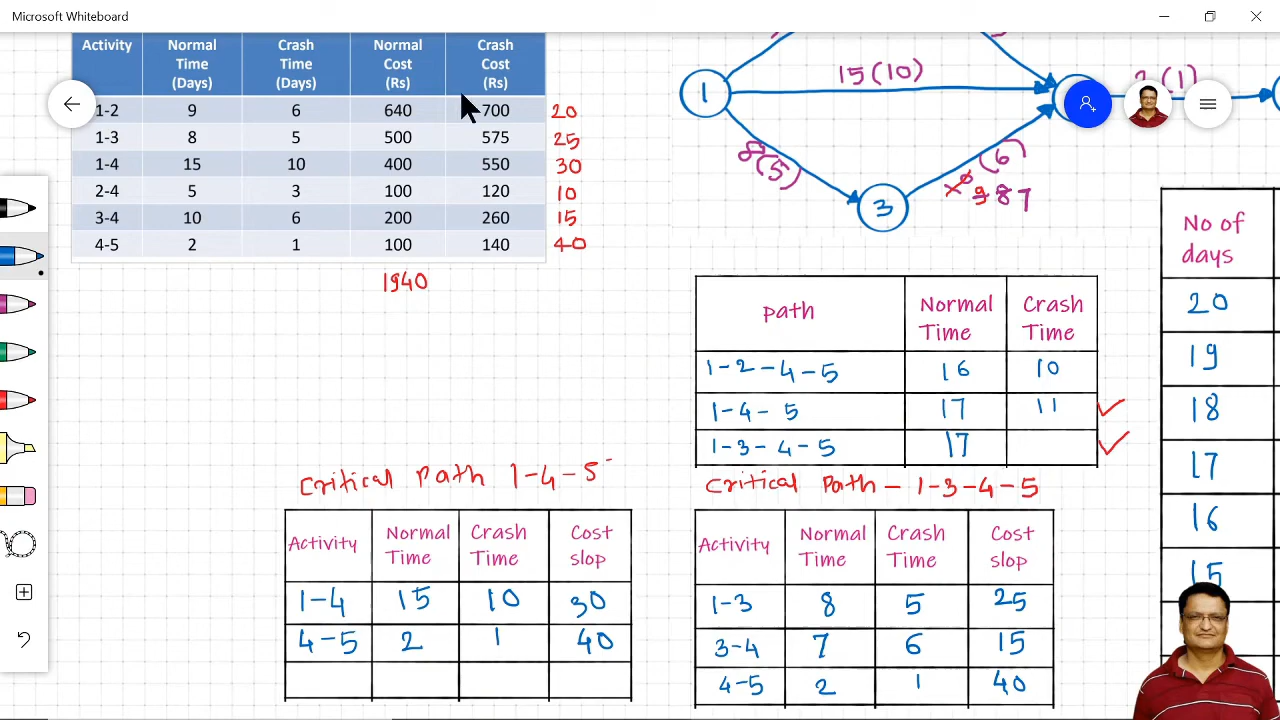 Microsoft Whiteboard
Activity Normal Time (Days) Crash Time (Days) Normal Cost (Rs) Crash Cost (Rs)
1-2 9 6 640 700 20
1-3 8 5 500 575 25
1-4 15 10 400 550 30
2-4 5 3 100 120 10
3-4 10 6 200 260 15
4-5 2 1 100 140 40
1940
1
15(10)
(1)
8(5)
3
(6)
10 9 8 7
Path Normal Time Crash Time
1-2-4-5 16 10
1-4-5 17 11
1-3-4-5 17
Critical Path 1-4-5
Activity Normal Time Crash Time Cost slop
1-4 15 10 30
4-5 2 1 40
Critical Path - 1-3-4-5
Activity Normal Time Crash Time Cost slop
1-3 8 5 25
3-4 7 6 15
4-5 2 1 40
No of days
20
19
18
17
16
15